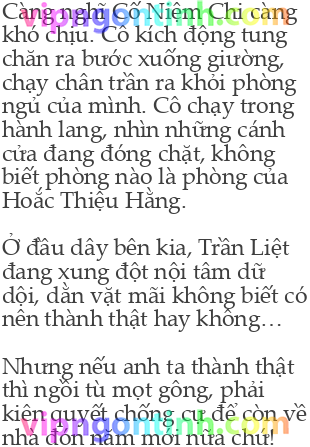 Càng nghĩ Cố Niệm Chi càng
khó chịu. Cô kích động tung
chăn ra bước xuống giường,
chạy chân trần ra khỏi phòng
ngủ của mình. Cô chạy trong
hành lang, nhìn những cánh
cửa đang đóng chặt, không
biết phòng nào là phòng của
Hoắc Thiệu Hằng.
Ở đầu dây bên kia, Trần Liệt
đang xung đột nội tâm dữ
dội, dằn vặt mãi không biết có
nên thành thật hay không…
Nhưng nếu anh ta thành thật
thì ngồi tù mọt gông, phải
kiên quyết chống cự để còn về
nhà đón năm mới nữa chứ!
vipngontinh.com
vipngontinh.com